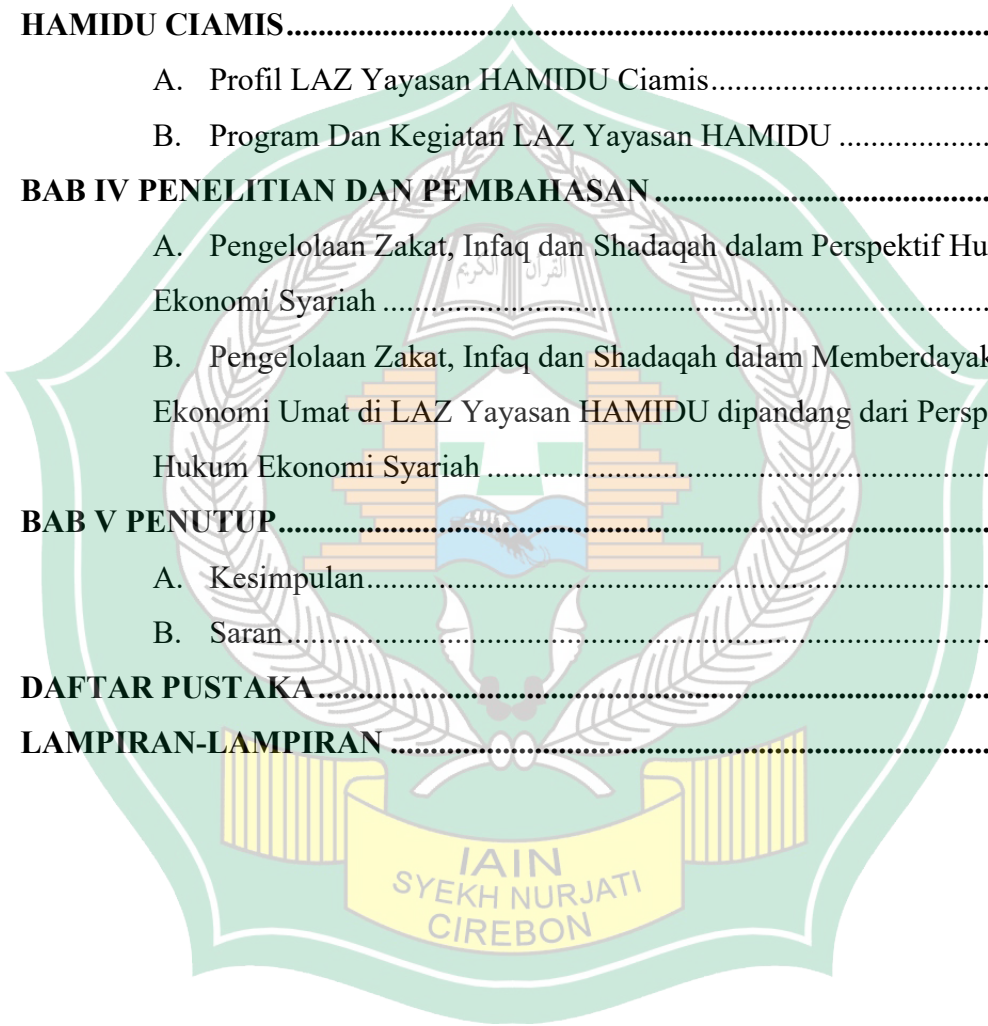 HAMIDU CIAMIS
A. Profil LAZ Yayasan HAMIDU Ciamis
B. Program Dan Kegiatan LAZ Yayasan HAMIDU
BAB IV PENELITIAN DAN PEMBAHASAN
A. Pengelolaan Zakat, Infaq dan Shadaqah dalam Perspektif Hu
Ekonomi Syariah
B. Pengelolaan Zakat, Infaq dan Shadaqah dalam Memberdayak
Ekonomi Umat di LAZ Yayasan HAMIDU dipandang dari Persp
Hukum Ekonomi Syariah
BAB V PENUTUP
A. Kesimpulan
B. Saran
DAFTAR PUSTAKA
LAMPIRAN-LAMPIRAN
القرآن الكريم
IAIN
SYEKH NURJATI
CIREBON